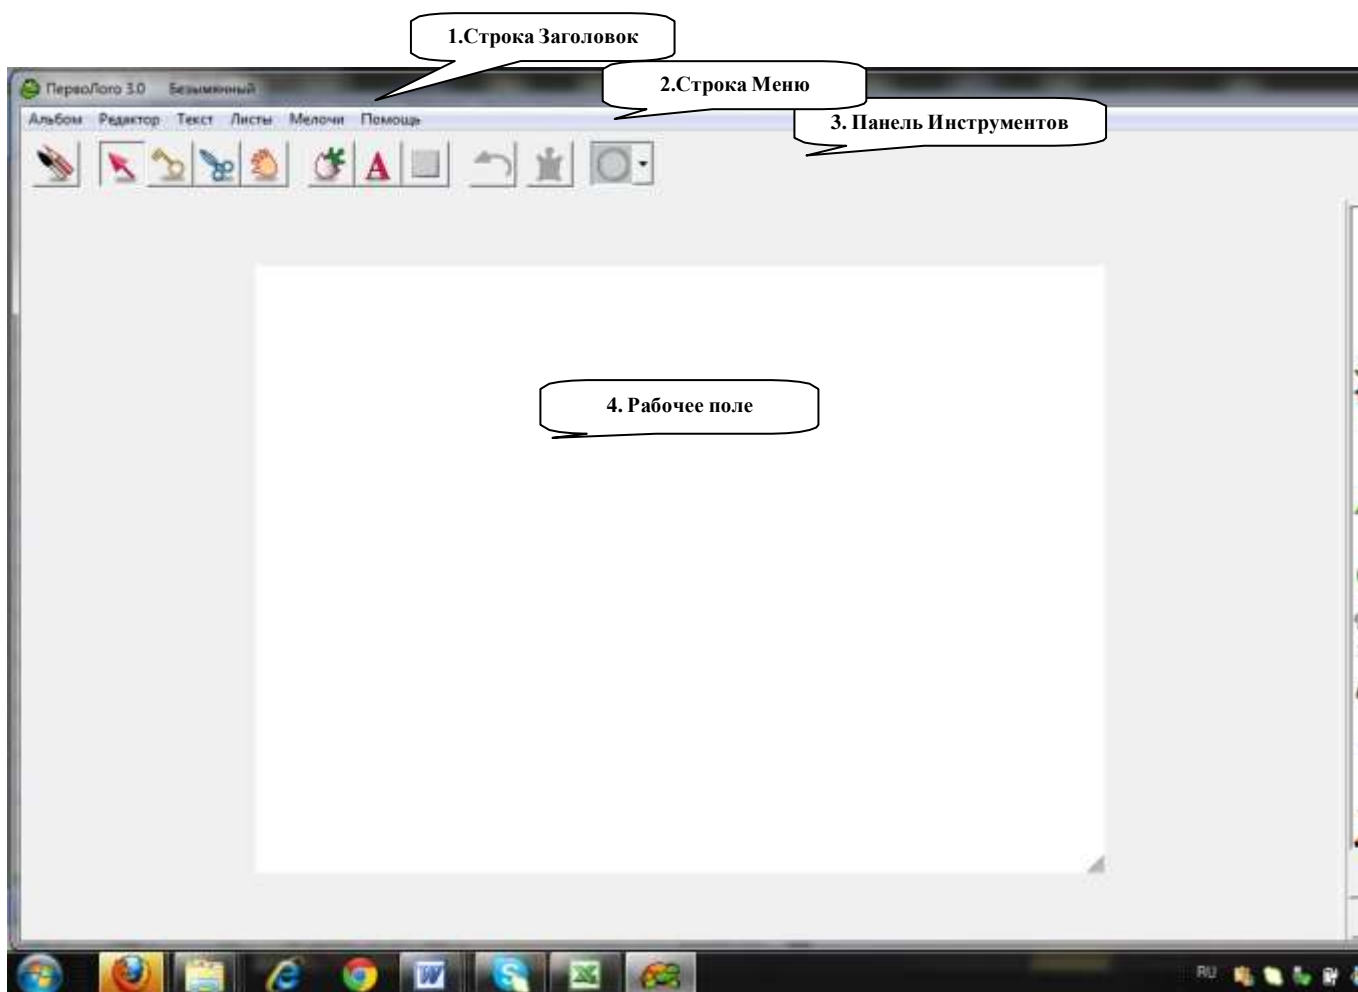 1.Строка Заголовок
ПервоЛого 3.0 Безымянный
2.Строка Меню
Альбом Редактор Текст Листы Мелочи Помощь
3. Панель Инструментов
A
4. Рабочее поле
W
S
RU